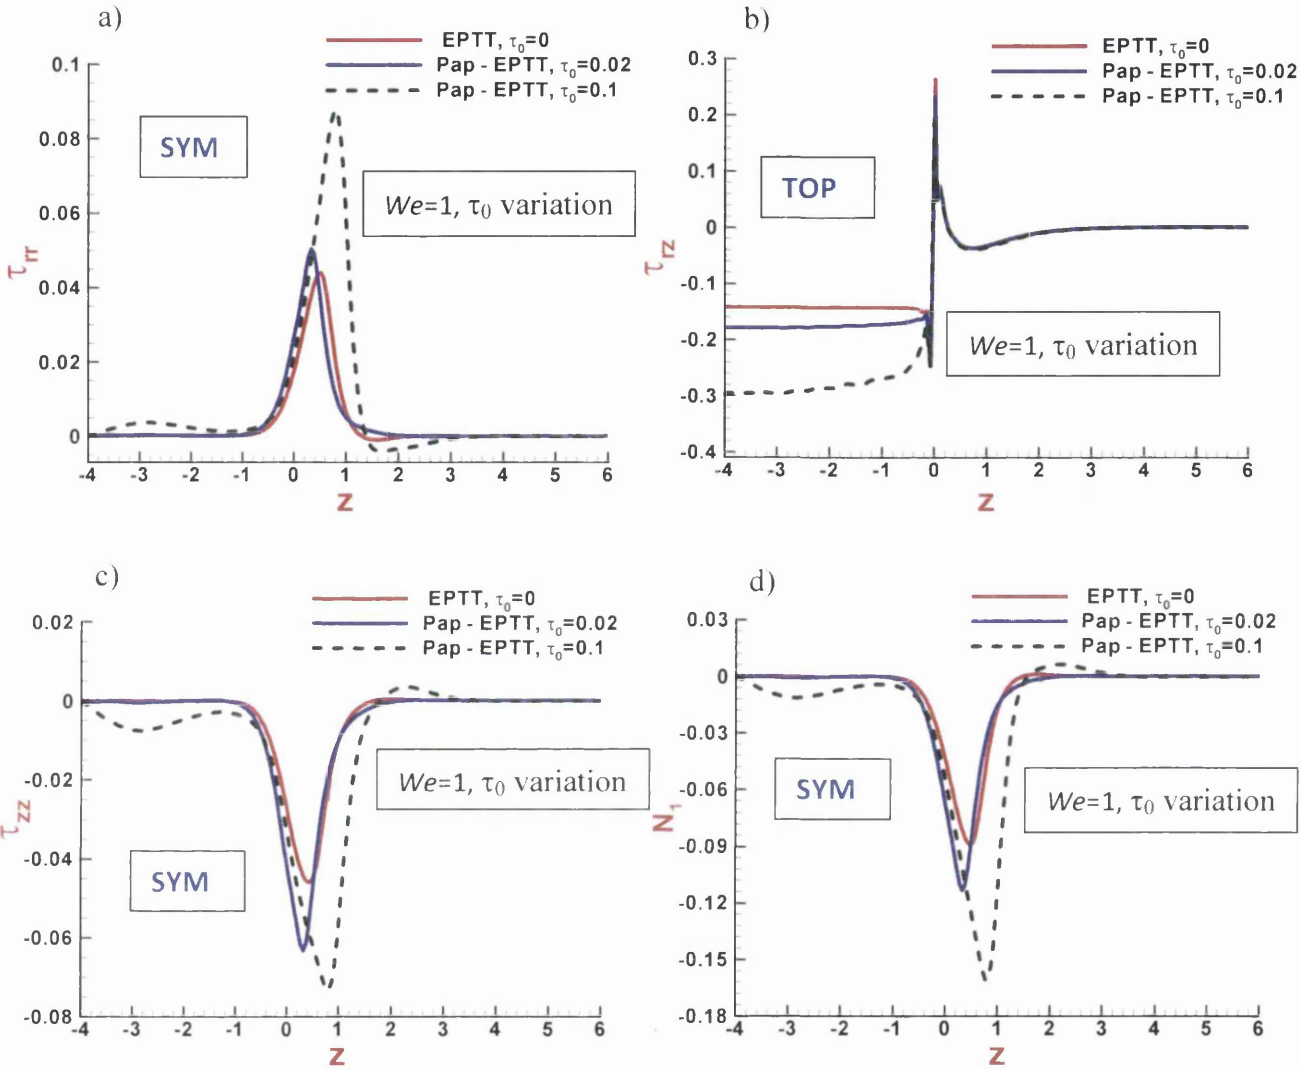 a)
EPTT, τ₀=0
Pap - EPTT, τ₀=0.02
Pap - EPTT, τ₀=0.1
0.1
0.08
0.06
0.04
0.02
0
SYM
We=1, τ₀ variation
τrr
-4 -3 -2 -1 0 1 2 3 4 5 6
z
b)
EPTT, τ₀=0
Pap - EPTT, τ₀=0.02
Pap - EPTT, τ₀=0.1
0.3
0.2
0.1
0
-0.1
-0.2
-0.3
-0.4
TOP
We=1, τ₀ variation
τrz
-4 -3 -2 -1 0 1 2 3 4 5 6
z
c)
EPTT, τ₀=0
Pap - EPTT, τ₀=0.02
Pap - EPTT, τ₀=0.1
0.02
0
-0.02
-0.04
-0.06
-0.08
We=1, τ₀ variation
SYM
τzz
-4 -3 -2 -1 0 1 2 3 4 5 6
z
d)
EPTT, τ₀=0
Pap - EPTT, τ₀=0.02
Pap - EPTT, τ₀=0.1
0.03
0
-0.03
-0.06
-0.09
-0.12
-0.15
-0.18
SYM
We=1, τ₀ variation
N₁
-4 -3 -2 -1 0 1 2 3 4 5 6
z